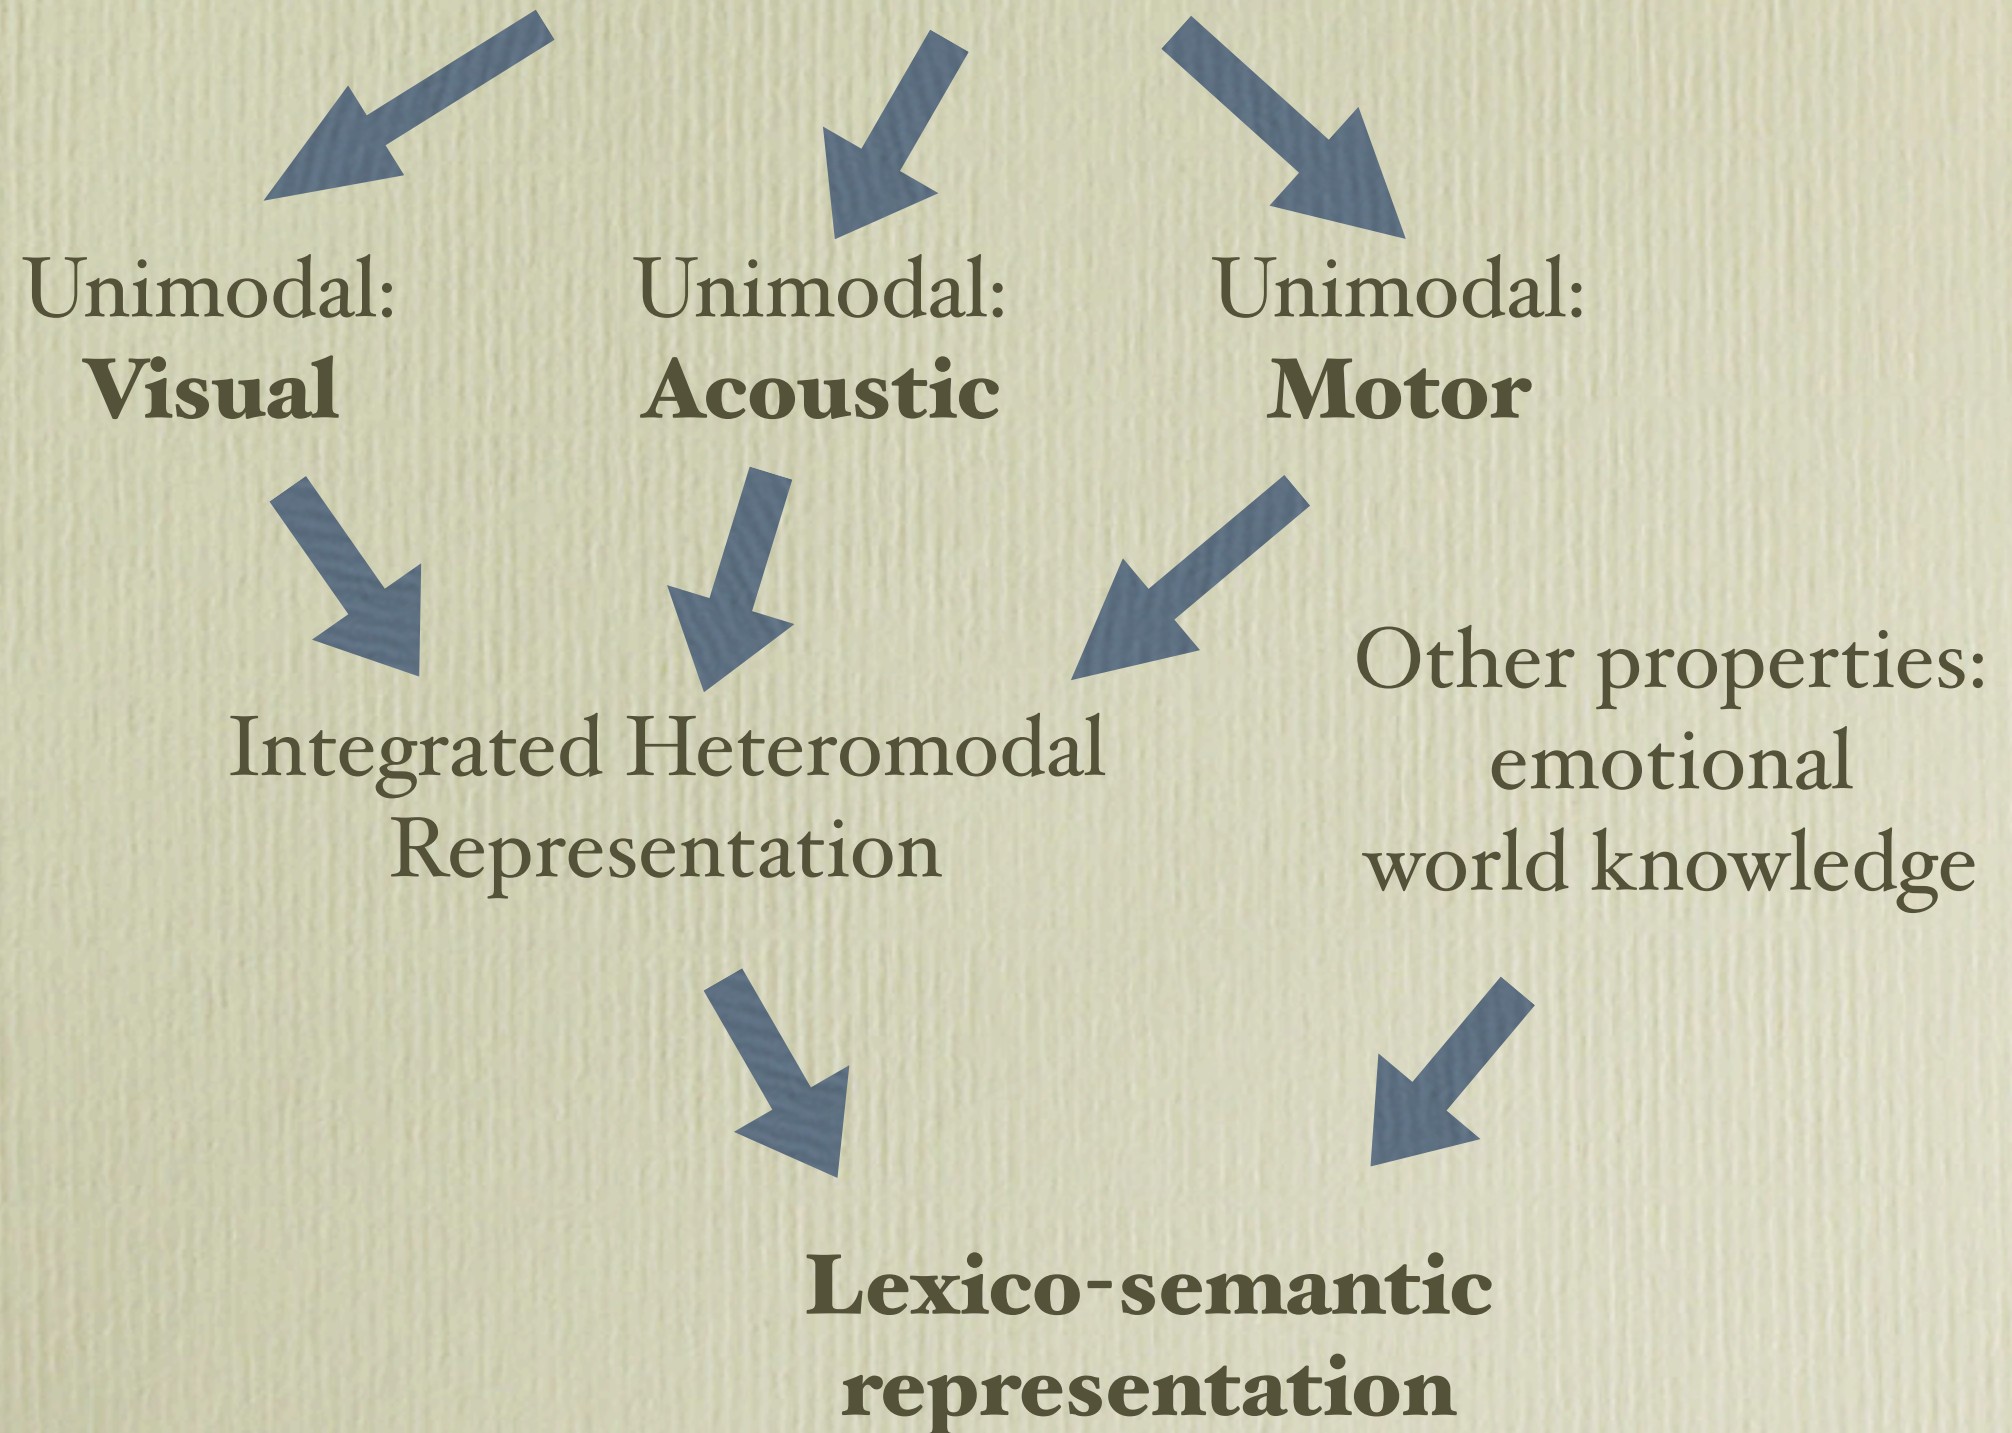 Unimodal:
Visual
Unimodal:
Acoustic
Unimodal:
Motor
Integrated Heteromodal
Representation
Other properties:
emotional
world knowledge
Lexico-semantic
representation